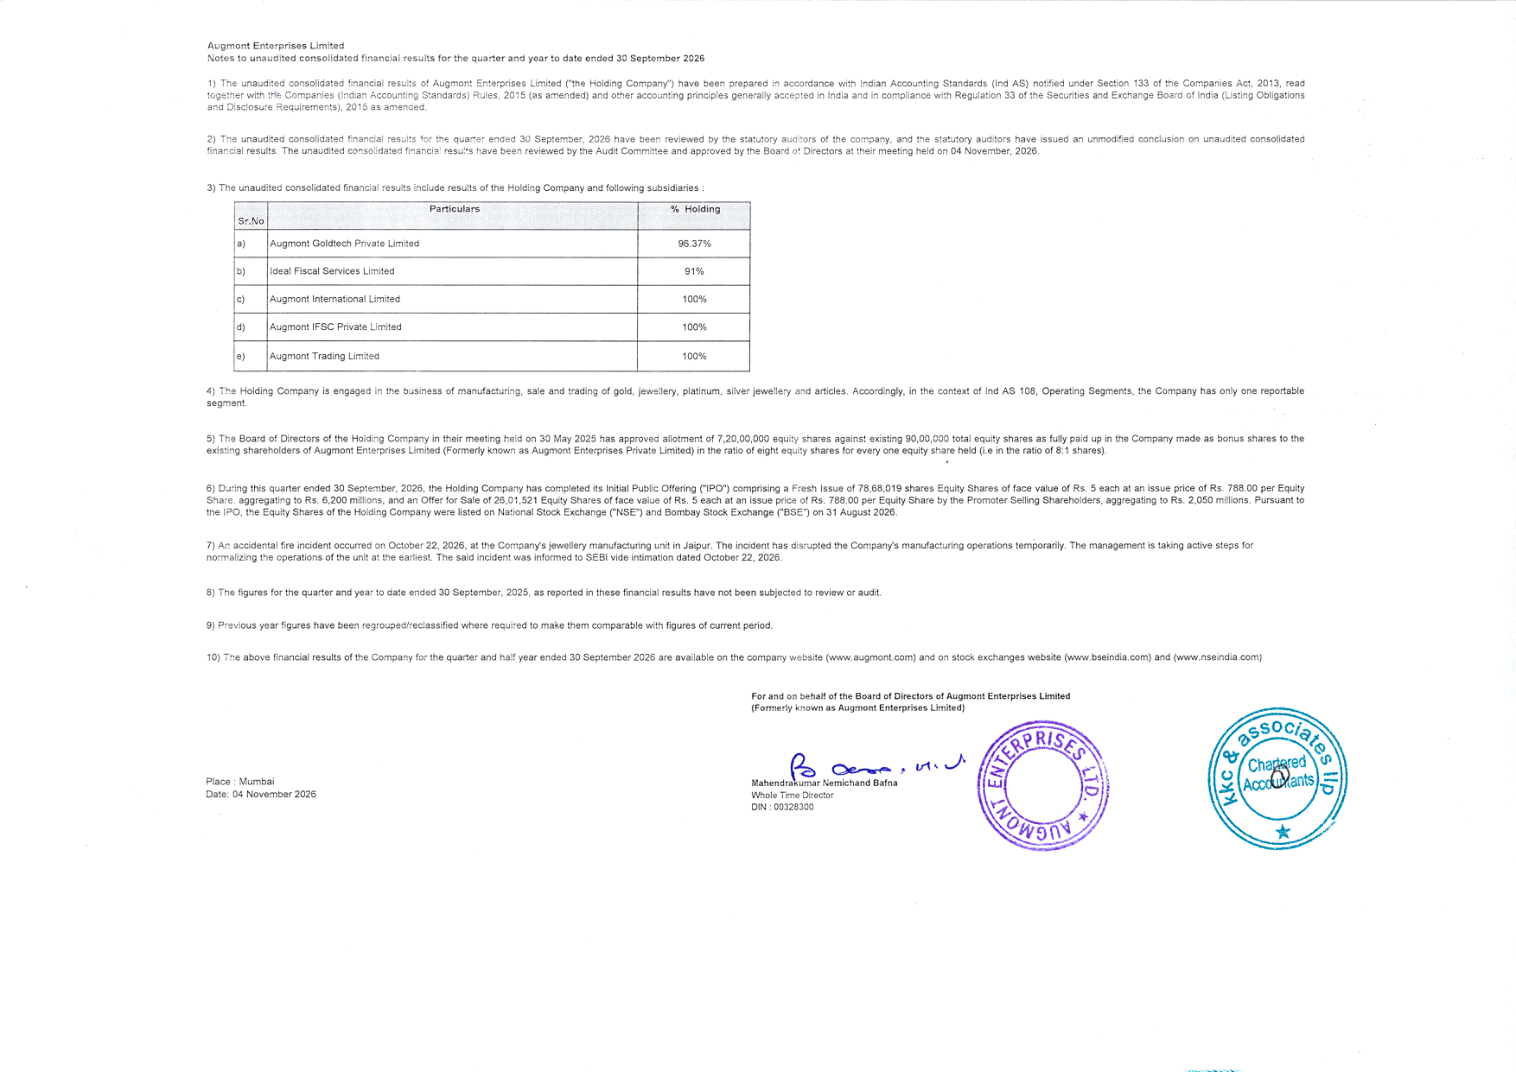 Augmont Enterprises Limited
Notes to unaudited consolidated financial results for the quarter and year to date ended 30 September 2026
1) The unaudited consolidated financial results of Augmont Enterprises Limited ("the Holding Company") have been prepared in accordance with Indian Accounting Standards (Ind AS) notified under Section 133 of the Companies Act, 2013, read
together with the Companies (Indian Accounting Standards) Rules, 2015 (as amended) and other accounting principles generally accepted in India and in compliance with Regulation 33 of the Securities and Exchange Board of India (Listing Obligations
and Disclosure Requirements), 2015 as amended.
2) The unaudited consolidated financial results for the quarter ended 30 September, 2026 have been reviewed by the statutory auditors of the company, and the statutory auditors have issued an unmodified conclusion on unaudited consolidated
financial results. The unaudited consolidated financial results have been reviewed by the Audit Committee and approved by the Board of Directors at their meeting held on 04 November, 2026.
3) The unaudited consolidated financial results include results of the Holding Company and following subsidiaries :
Sr.No Particulars % Holding
a) Augmont Goldtech Private Limited 96.37%
b) Ideal Fiscal Services Limited 91%
c) Augmont International Limited 100%
d) Augmont IFSC Private Limited 100%
e) Augmont Trading Limited 100%
4) The Holding Company is engaged in the business of manufacturing, sale and trading of gold, jewellery, platinum, silver jewellery and articles. Accordingly, in the context of Ind AS 108, Operating Segments, the Company has only one reportable
segment.
5) The Board of Directors of the Holding Company in their meeting held on 30 May 2025 has approved allotment of 7,20,00,000 equity shares against existing 90,00,000 total equity shares as fully paid up in the Company made as bonus shares to the
existing shareholders of Augmont Enterprises Limited (Formerly known as Augmont Enterprises Private Limited) in the ratio of eight equity shares for every one equity share held (i.e in the ratio of 8:1 shares).
6) During this quarter ended 30 September, 2026, the Holding Company has completed its Initial Public Offering ("IPO") comprising a Fresh Issue of 78,68,019 shares Equity Shares of face value of Rs. 5 each at an issue price of Rs. 788.00 per Equity
Share, aggregating to Rs. 6,200 millions, and an Offer for Sale of 26,01,521 Equity Shares of face value of Rs. 5 each at an issue price of Rs. 788.00 per Equity Share by the Promoter Selling Shareholders, aggregating to Rs. 2,050 millions. Pursuant to
the IPO, the Equity Shares of the Holding Company were listed on National Stock Exchange ("NSE") and Bombay Stock Exchange ("BSE") on 31 August 2026.
7) An accidental fire incident occurred on October 22, 2026, at the Company's jewellery manufacturing unit in Jaipur. The incident has disrupted the Company's manufacturing operations temporarily. The management is taking active steps for
normalizing the operations of the unit at the earliest. The said incident was informed to SEBI vide intimation dated October 22, 2026.
8) The figures for the quarter and year to date ended 30 September, 2025, as reported in these financial results have not been subjected to review or audit.
9) Previous year figures have been regrouped/reclassified where required to make them comparable with figures of current period.
10) The above financial results of the Company for the quarter and half year ended 30 September 2026 are available on the company website (www.augmont.com) and on stock exchanges website (www.bseindia.com) and (www.nseindia.com)
For and on behalf of the Board of Directors of Augmont Enterprises Limited
(Formerly known as Augmont Enterprises Limited)
Mahendrakumar Nemichand Bafna
Whole Time Director
DIN : 00328300
Place : Mumbai
Date: 04 November 2026
AUGMONT ENTERPRISES LTD.
kkc & associates llp
Chartered
Accountants